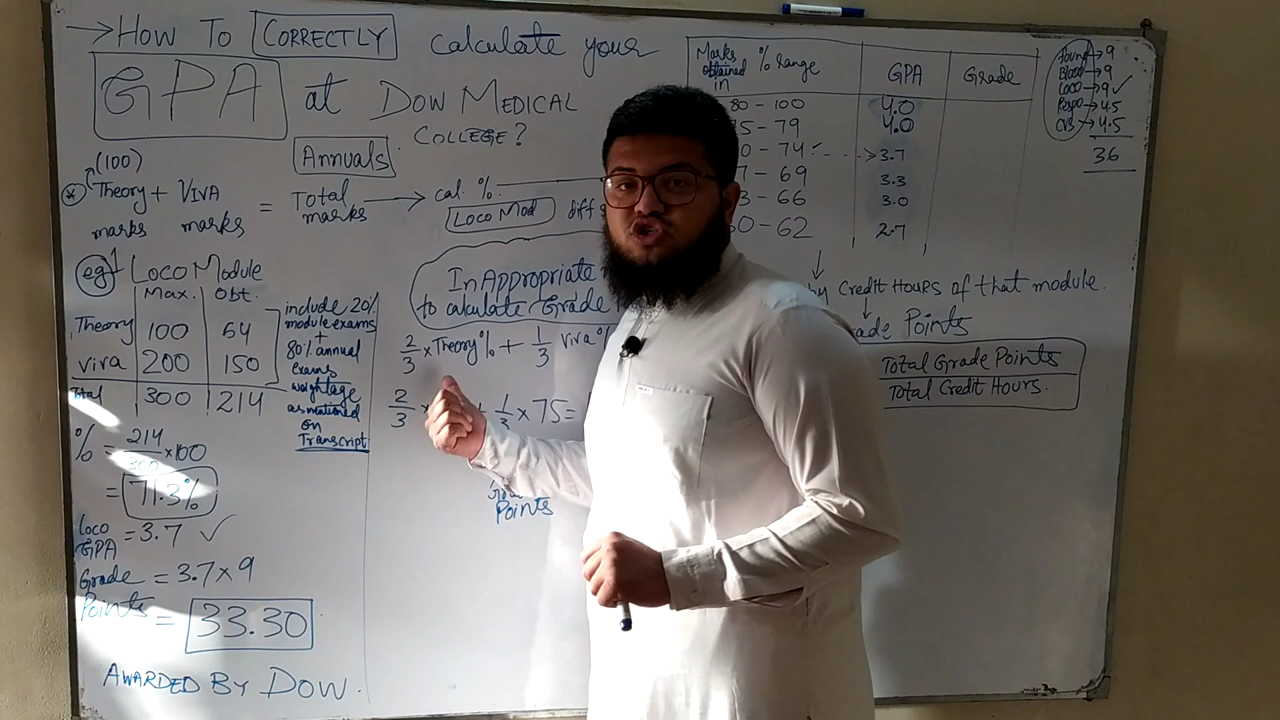 → HOW TO CORRECTLY calculate your
GPA at DOW MEDICAL
COLLEGE?
Annuals
(100)
Theory + VIVA = Total → cal. %
marks marks marks
Loco Mod diff
eg1 LOCO Module
Max. Obt.
Theory 100 64
viva 200 150
Total 300 214
include 20%
module exams
+
80% annual
exams
weightage
as mentioned
on
Transcript
% = 214/300 × 100
= 71.3%
Loco GPA = 3.7 ✓
Grade Points = 3.7 × 9
= 33.30
AWARDED BY DOW.
InAppropriate
to calculate Grade
2/3 × Theory % + 1/3 viva %
2/3 × + 1/3 × 75 =
Points
Marks obtained in % range GPA Grade
80 – 100 4.0
75 – 79 4.0
70 – 74 ✓ - - -> 3.7
67 – 69 3.3
63 – 66 3.0
60 – 62 2.7
Found → 9
Blood → 9
Loco → 9 ✓
Resp → 4.5
CVS → 4.5
36
↓
by Credit Hours of that module.
↓
Grade Points
Total Grade Points
Total Credit Hours.